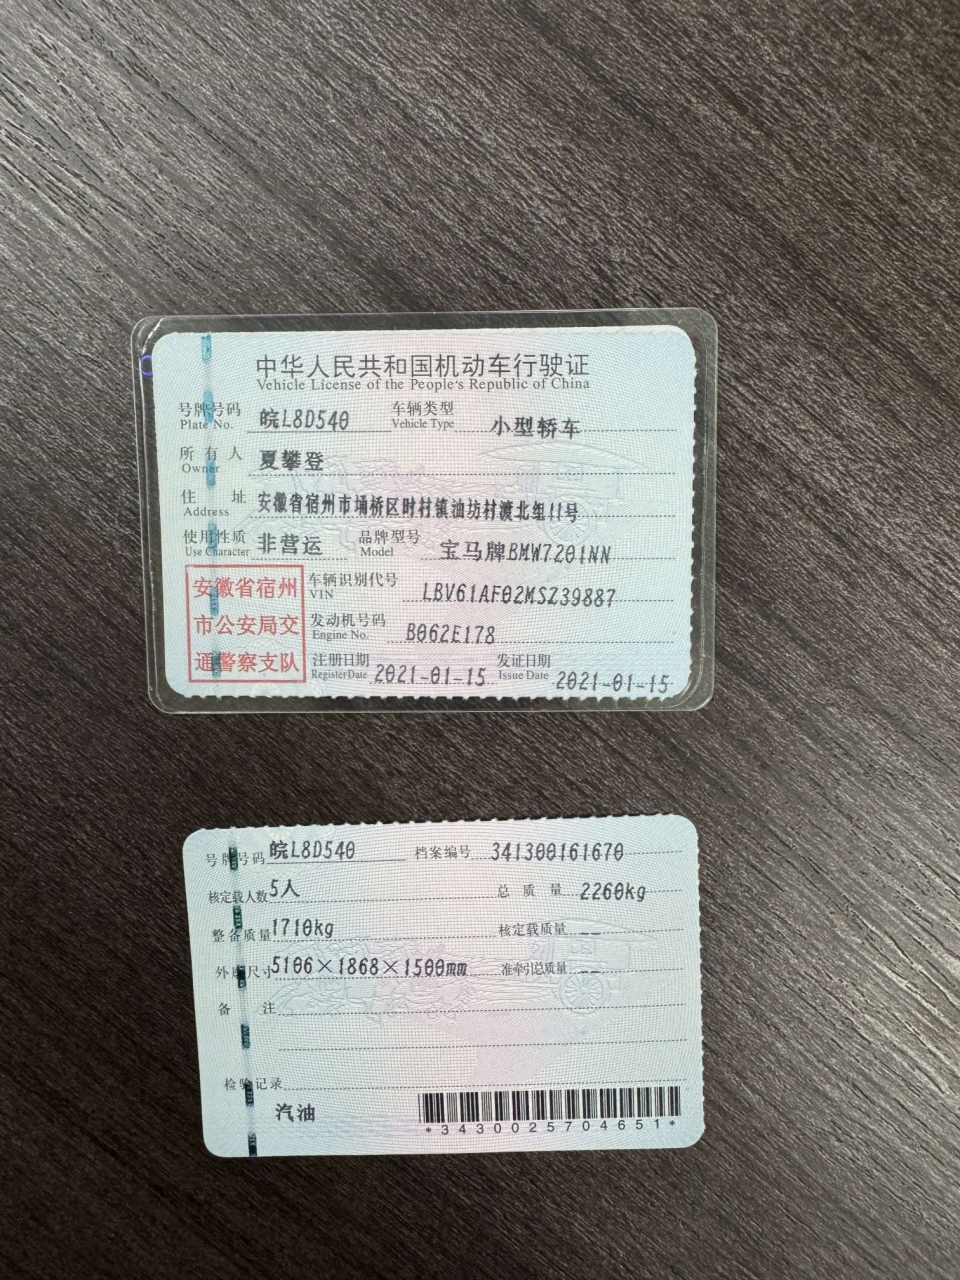 中华人民共和国机动车行驶证
Vehicle License of the People's Republic of China
号牌号码 Plate No. 皖L8D540 车辆类型 Vehicle Type 小型轿车
所有人 Owner 夏攀登
住址 Address 安徽省宿州市埇桥区时村镇油坊村渡北组11号
使用性质 Use Character 非营运 品牌型号 Model 宝马牌BMW7201NN
安徽省宿州市公安局交通警察支队
车辆识别代号 VIN LBV61AF02MSZ39887
发动机号码 Engine No. B062E178
注册日期 Register Date 2021-01-15 发证日期 Issue Date 2021-01-15
号牌号码 皖L8D540 档案编号 341300161670
核定载人数 5人 总质量 2260kg
整备质量 1710kg 核定载质量 --
外廓尺寸 5106×1868×1500mm 准牵引总质量 --
备注
检验记录
汽油
*3430025704651*